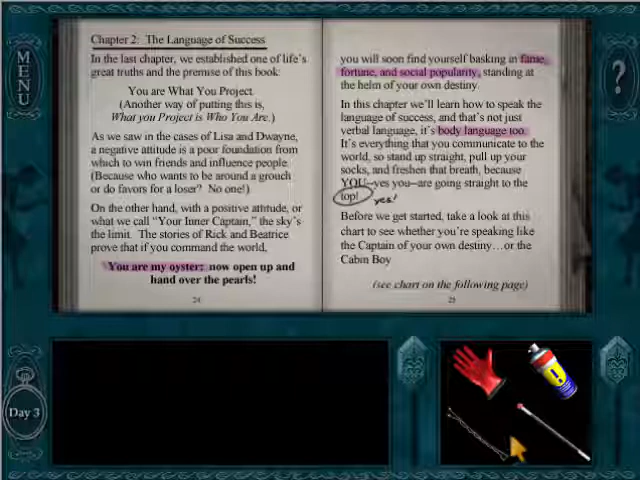 MENU
Chapter 2:  The Language of Success
In the last chapter, we established one of life's
great truths and the premise of this book:
You are What You Project.
(Another way of putting this is,
What you Project is Who You Are.)
As we saw in the cases of Lisa and Dwayne,
a negative attitude is a poor foundation from
which to win friends and influence people.
(Because who wants to be around a grouch
or do favors for a loser?  No one!)
On the other hand, with a positive attitude, or
what we call "Your Inner Captain," the sky's
the limit.  The stories of Rick and Beatrice
prove that if you command the world,
You are my oyster:  now open up and
hand over the pearls!
24
you will soon find yourself basking in fame,
fortune, and social popularity, standing at
the helm of your own destiny.
In this chapter we'll learn how to speak the
language of success, and that's not just
verbal language, it's body language too.
It's everything that you communicate to the
world, so stand up straight, pull up your
socks, and freshen that breath, because
YOU--yes you--are going straight to the
top! yes!
Before we get started, take a look at this
chart to see whether you're speaking like
the Captain of your own destiny…or the
Cabin Boy
(see chart on the following page)
25
?
Day 3
!